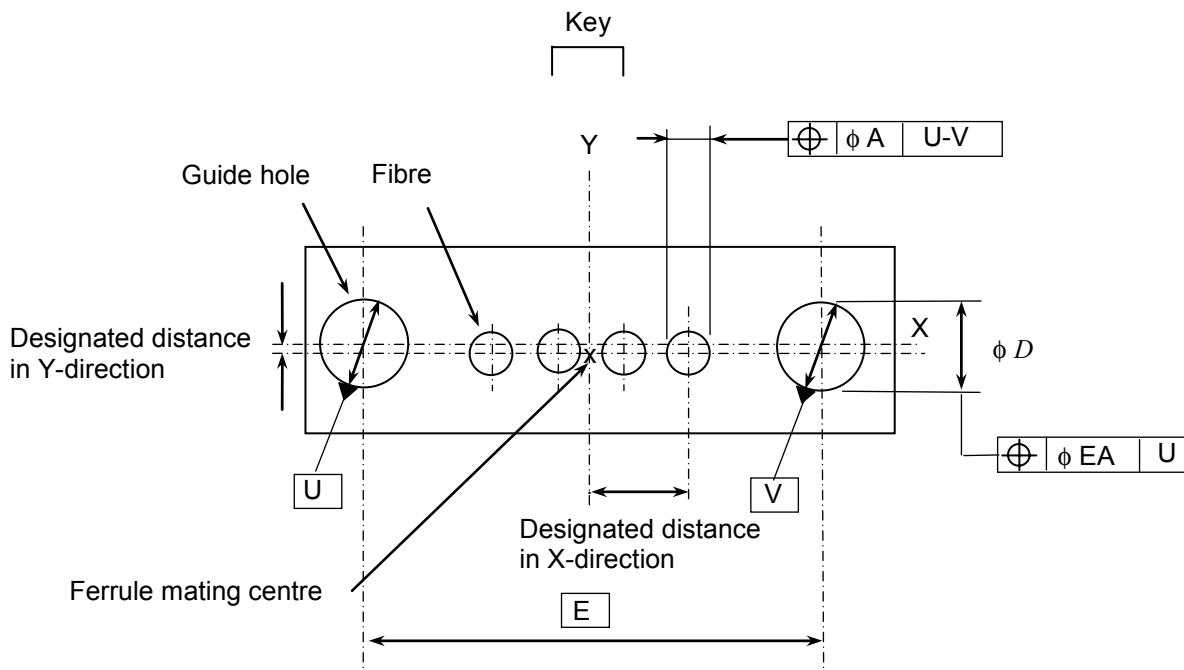 Key
Y
⌖ ϕ A U-V
Guide hole
Fibre
X
Designated distance
in Y-direction
x
ϕ D
⌖ ϕ EA U
U
V
Designated distance
in X-direction
Ferrule mating centre
E